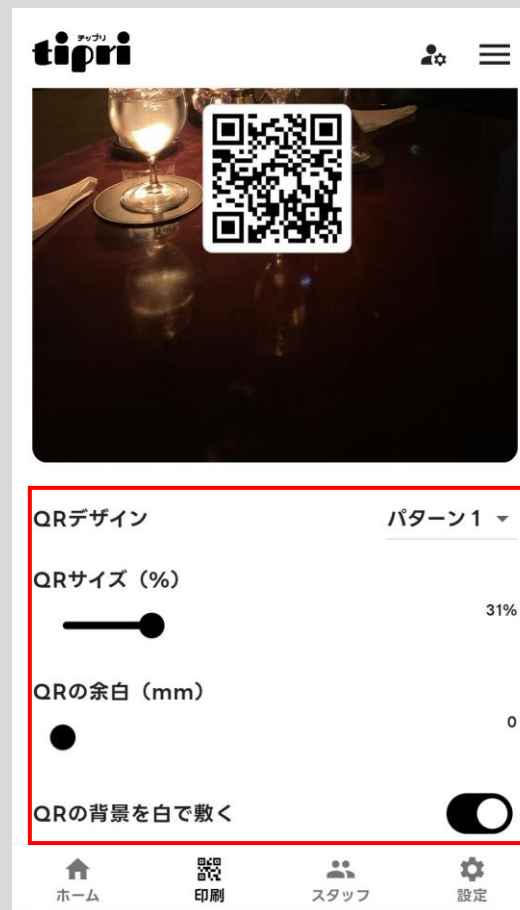 チップリ
tipri
QRデザイン
パターン1
QRサイズ（%）
31%
QRの余白（mm）
0
QRの背景を白で敷く
ホーム 印刷 スタッフ 設定